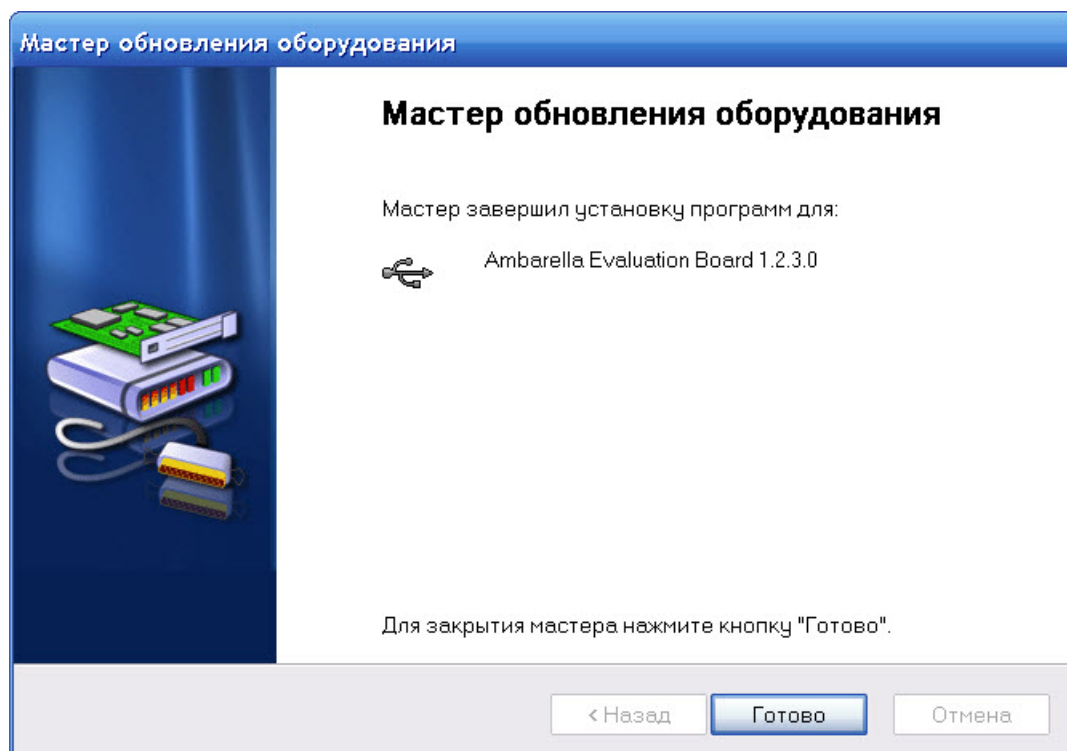 Мастер обновления оборудования
Мастер обновления оборудования
Мастер завершил установку программ для:
Ambarella Evaluation Board 1.2.3.0
Для закрытия мастера нажмите кнопку "Готово".
< Назад
Готово
Отмена